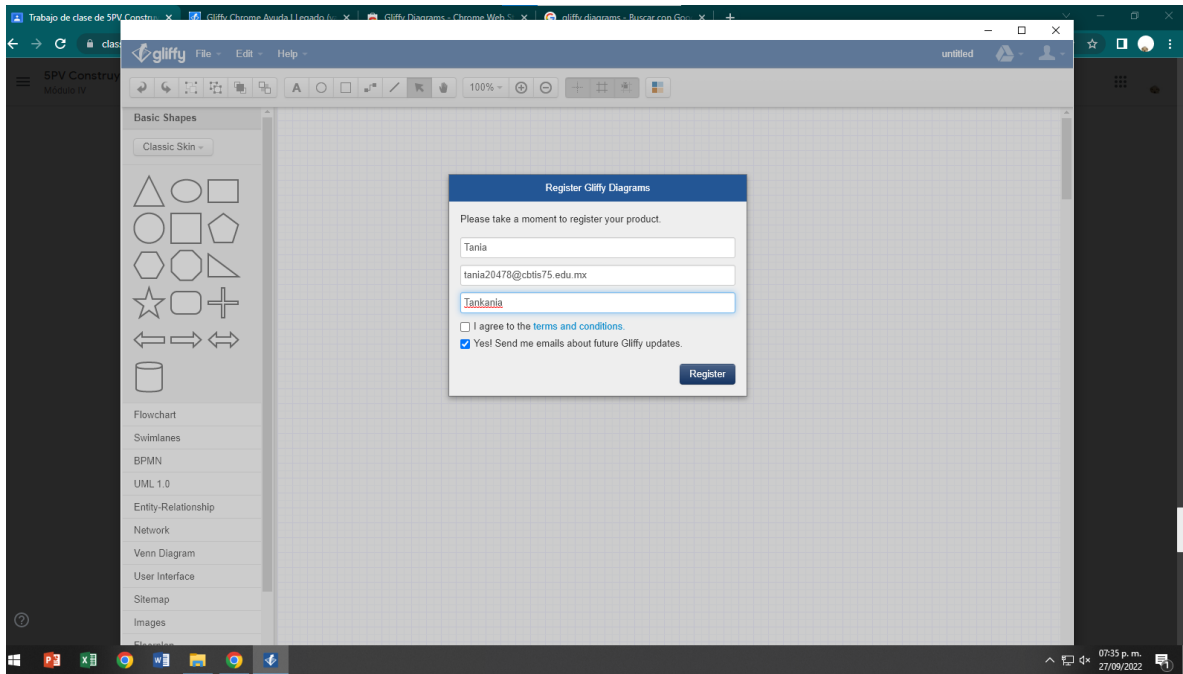 Trabajo de clase de 5PV Constru
Gliffy Chrome Ayuda | Legado
Gliffy Diagrams - Chrome Web S
gliffy diagrams - Buscar con Goo
clas
5PV Construy
Módulo IV
gliffy File Edit Help untitled
A 100%
Basic Shapes
Classic Skin
Register Gliffy Diagrams
Please take a moment to register your product.
Tania
tania20478@cbtis75.edu.mx
Tankania
I agree to the terms and conditions.
Yes! Send me emails about future Gliffy updates.
Register
Flowchart
Swimlanes
BPMN
UML 1.0
Entity-Relationship
Network
Venn Diagram
User Interface
Sitemap
Images
07:35 p. m.
27/09/2022